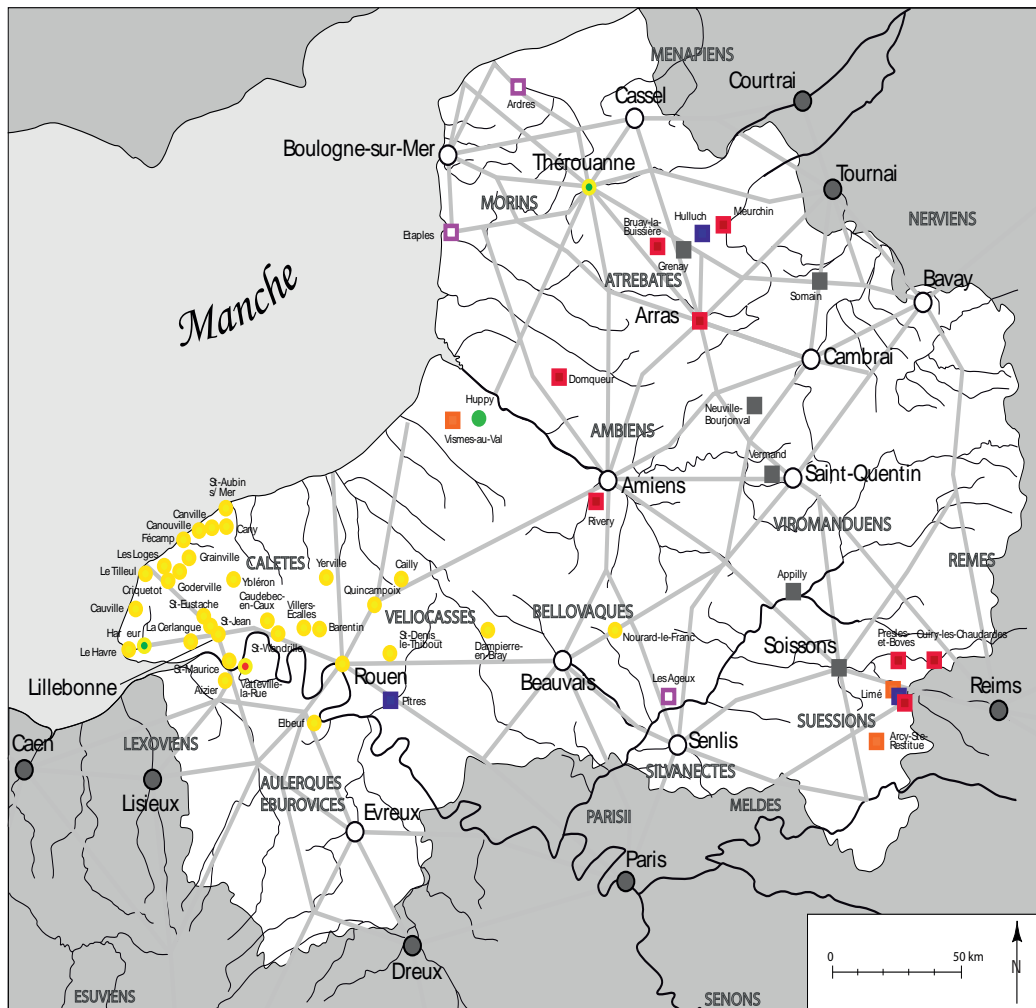 MENAPIENS
Courtrai
Ardres
Cassel
Boulogne-sur-Mer
Thérouanne
Tournai
MORINS
Meurchin
Hulluch
Bruay-la-
Buissière
NERVIENS
Etaples
Grenay
ATREBATES
Somain
Bavay
Manche
Arras
Cambrai
Domqueur
Huppy
Neuville-
Bourjonval
Vismes-au-Val
AMBIENS
Vermand
Saint-Quentin
Amiens
St-Aubin
s/ Mer
Rivery
Canville
Canouville
Cany
VIROMANDUENS
Fécamp
Les Loges
Grainville
CALETES
REMES
Le Tilleul
Yerville
Cailly
Criquetot
Goderville
Ybléron
Appilly
Quincampoix
St-Eustache
Caudebec-
en-Caux
Villers-
Ecalles
Cauville
VELIOCASSES
BELLOVAQUES
La Cerlangue
St-Jean
Barentin
St-Denis
le-Thibout
Dampierre-
en-Bray
Nourard-le-Franc
Har eur
Presles-
et-Boves
Cuiry-les-Chaudardes
Le Havre
St-Wandrille
Soissons
St-Maurice
Rouen
Beauvais
Lillebonne
Vatteville-
la-Rue
Aizier
Les Ageux
Limé
Reims
Pîtres
Elbeuf
SUESSIONS
Arcy-Ste-
Restitue
Caen
LEXOVIENS
Senlis
Lisieux
AULERQUES
EBUROVICES
SILVANECTES
MELDES
Evreux
PARISII
Paris
Dreux
0
50 km
N
ESUVIENS
SENONS